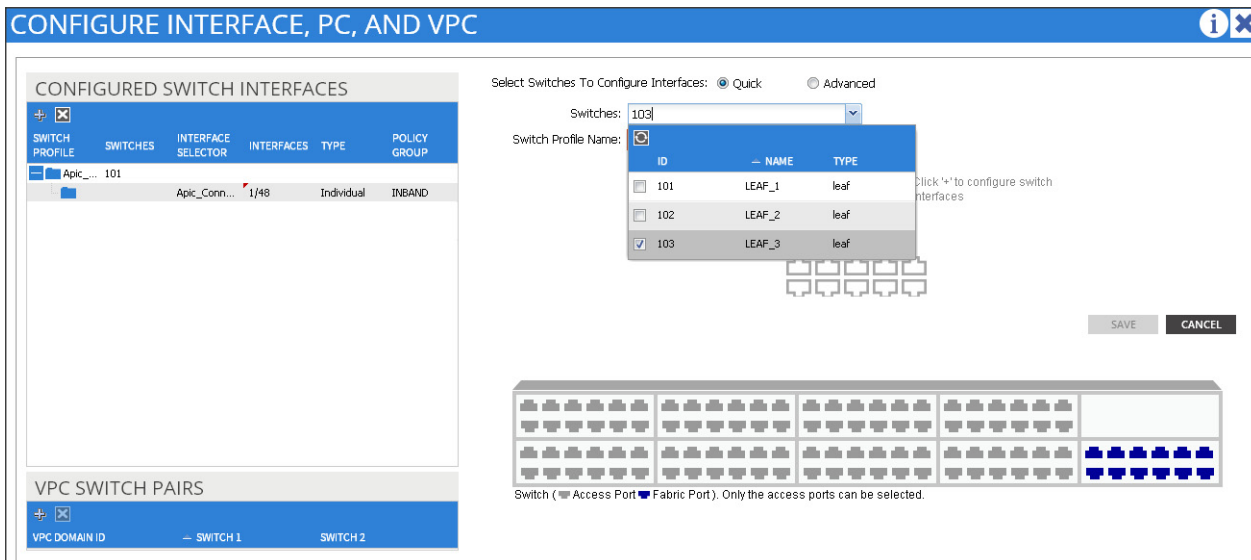 CONFIGURE INTERFACE, PC, AND VPC
i
CONFIGURED SWITCH INTERFACES
SWITCH PROFILE
SWITCHES
INTERFACE SELECTOR
INTERFACES
TYPE
POLICY GROUP
Apic_... 101
Apic_Conn... 1/48 Individual INBAND
VPC SWITCH PAIRS
VPC DOMAIN ID SWITCH 1 SWITCH 2
Select Switches To Configure Interfaces: Quick Advanced
Switches: 103
Switch Profile Name:
ID NAME TYPE
101 LEAF_1 leaf
102 LEAF_2 leaf
103 LEAF_3 leaf
Click '+' to configure switch
interfaces
SAVE CANCEL
Switch ( Access Port Fabric Port ). Only the access ports can be selected.